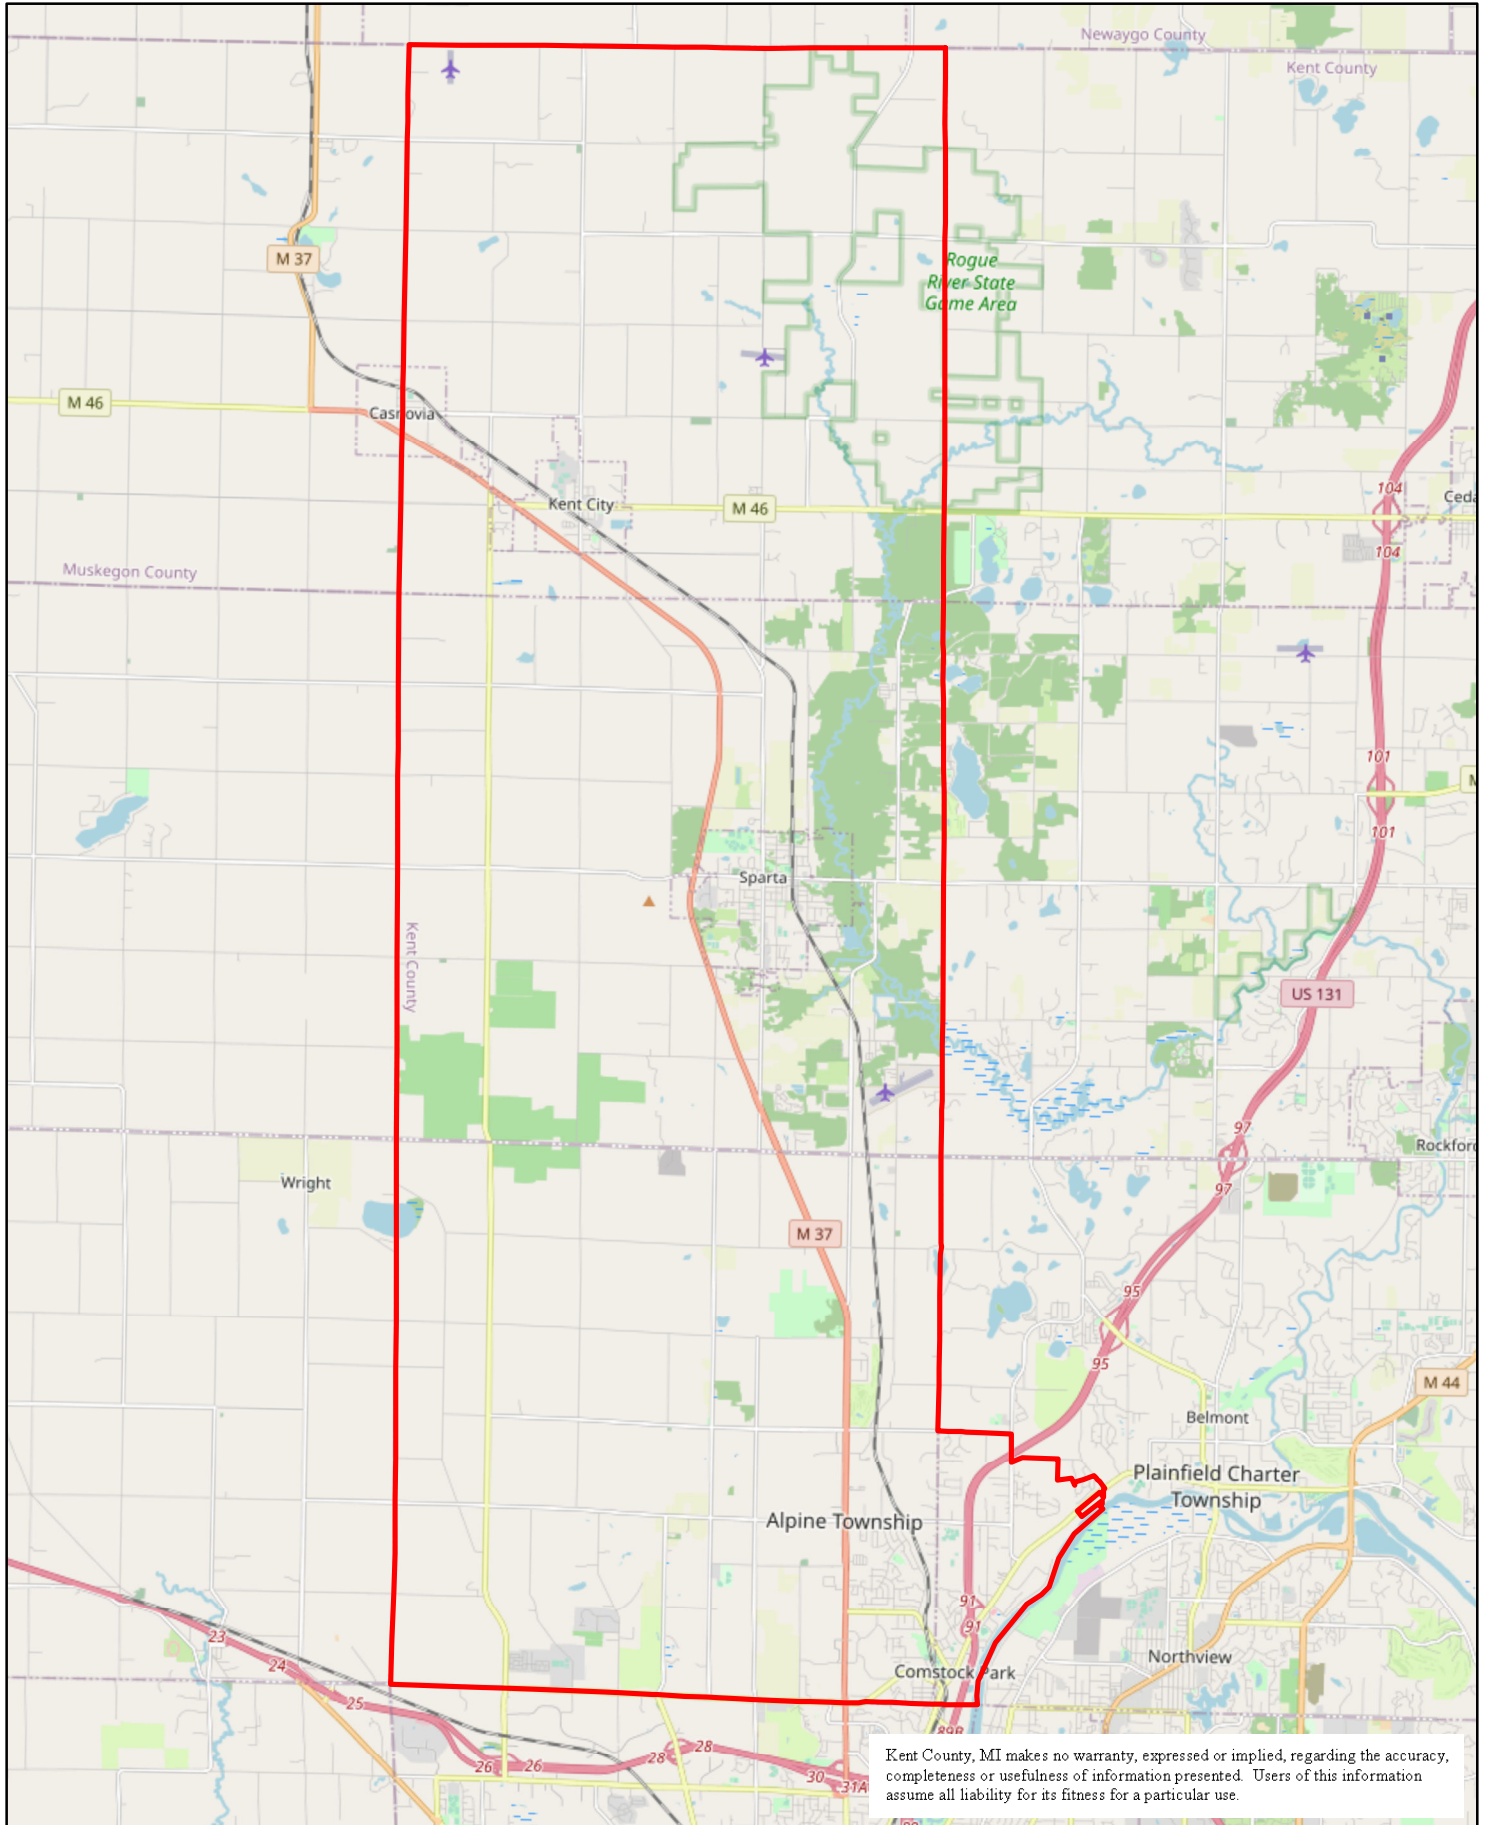 Newaygo County
Kent County
M 37
Rogue
River State
Game Area
M 46
Casnovia
104
Kent City
M 46
104
Muskegon County
101
101
Sparta
Kent County
US 131
97
Rockford
Wright
97
M 37
95
95
M 44
Belmont
Plainfield Charter
Township
Alpine Township
91
91
23
24
25
Comstock Park
Northview
89B
28
28
26
26
30
31A
Kent County, MI makes no warranty, expressed or implied, regarding the accuracy,
completeness or usefulness of information presented. Users of this information
assume all liability for its fitness for a particular use.